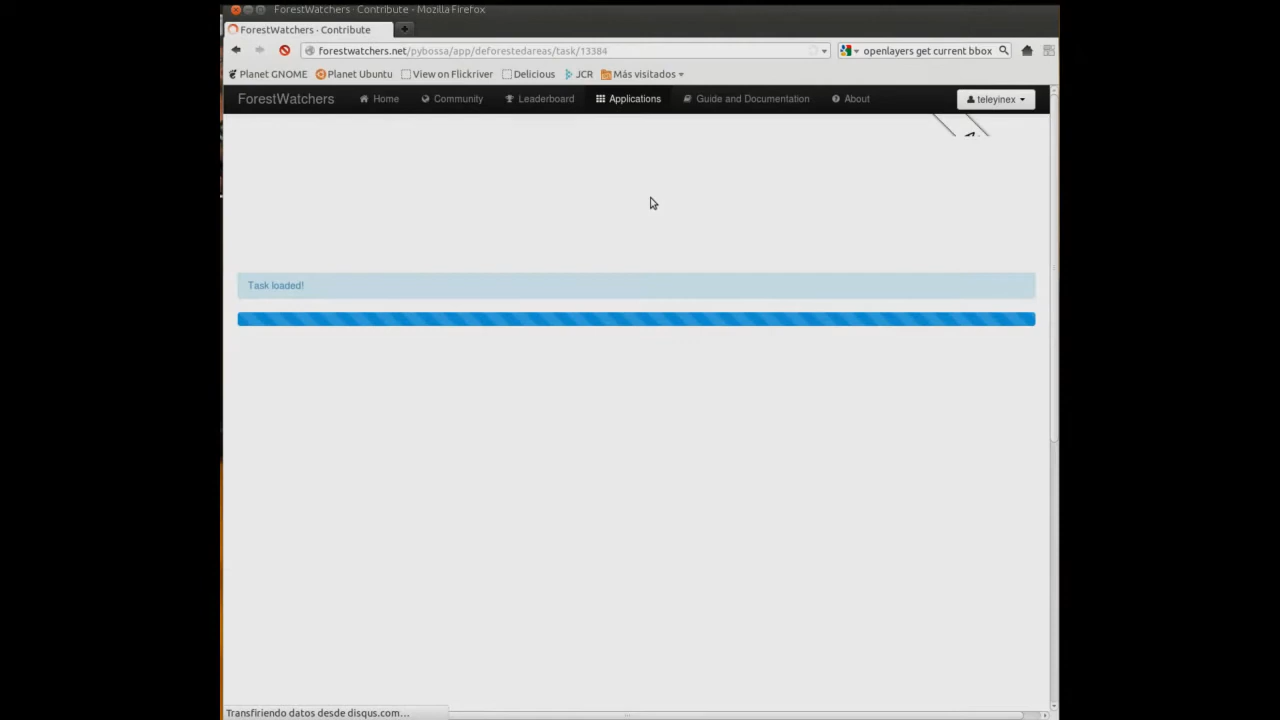 ForestWatchers · Contribute - Mozilla Firefox
ForestWatchers · Contribute
forestwatchers.net/pybossa/app/deforestedareas/task/13384
openlayers get current bbox
Planet GNOME Planet Ubuntu View on Flickriver Delicious JCR Más visitados
ForestWatchers Home Community Leaderboard Applications Guide and Documentation About teleyinex
Task loaded!
Transfiriendo datos desde disqus.com...